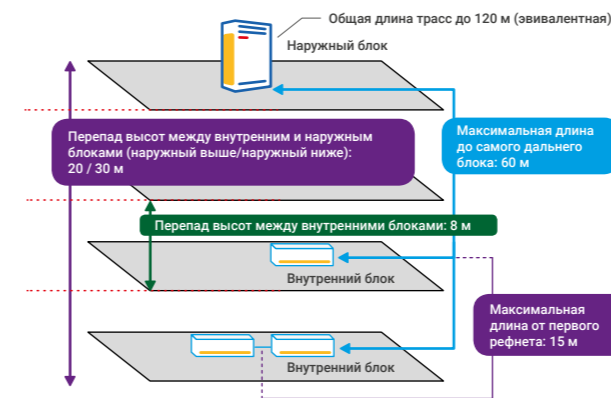 Общая длина трасс до 120 м (эвивалентная)
Наружный блок
Перепад высот между внутренним и наружным
блоками (наружный выше/наружный ниже):
20 / 30 м
Максимальная длина
до самого дальнего
блока: 60 м
Перепад высот между внутренними блоками: 8 м
Внутренний блок
Максимальная
длина от первого
рефнета: 15 м
Внутренний блок